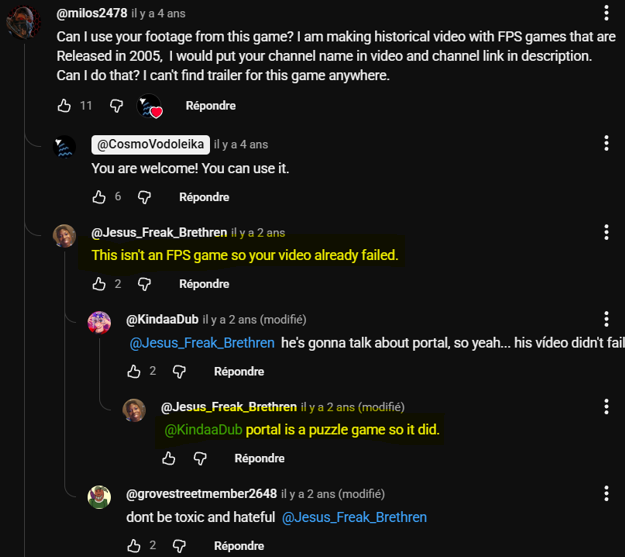 @milos2478 il y a 4 ans
Can I use your footage from this game? I am making historical video with FPS games that are
Released in 2005, I would put your channel name in video and channel link in description.
Can I do that? I can't find trailer for this game anywhere.
11 Répondre
@CosmoVodoleika il y a 4 ans
You are welcome! You can use it.
6 Répondre
@Jesus_Freak_Brethren il y a 2 ans
This isn't an FPS game so your video already failed.
2 Répondre
@KindaaDub il y a 2 ans (modifié)
@Jesus_Freak_Brethren he's gonna talk about portal, so yeah... his vídeo didn't fail
2 Répondre
@Jesus_Freak_Brethren il y a 2 ans (modifié)
@KindaaDub portal is a puzzle game so it did.
Répondre
@grovestreetmember2648 il y a 2 ans (modifié)
dont be toxic and hateful @Jesus_Freak_Brethren
2 Répondre